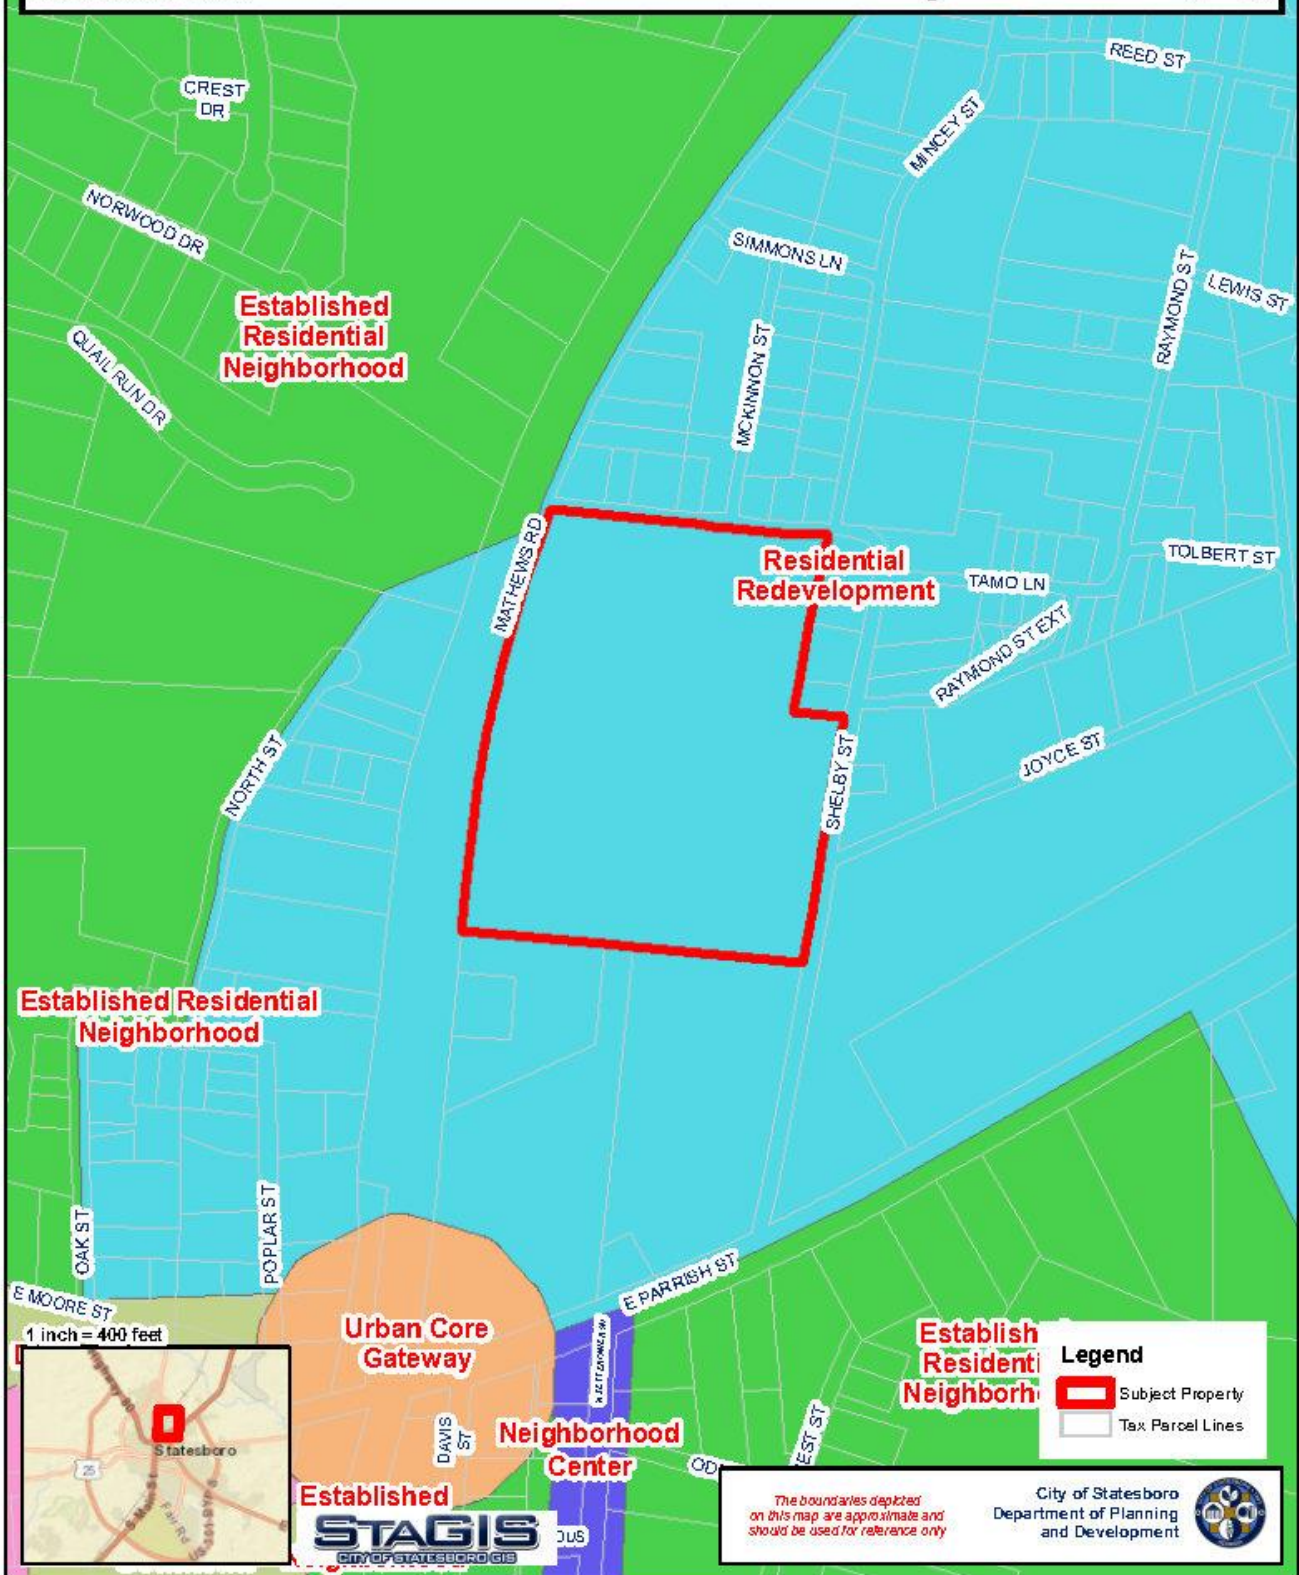 REED ST
CREST
DR
MINCEY ST
NORWOOD DR
SIMMONS LN
RAYMOND ST
LEWIS ST
Established
Residential
Neighborhood
QUAIL RUN DR
MCKINNON ST
MATHEWS RD
Residential
Redevelopment
TOLBERT ST
TAMO LN
RAYMOND ST EXT
NORTH ST
SHELBY ST
JOYCE ST
Established Residential
Neighborhood
OAK ST
POPLAR ST
E PARRISH ST
E MOORE ST
1 inch = 400 feet
Urban Core
Gateway
Neighborhood
Center
DAVIS
ST
Established
Statesboro
25
S Main St
Fair Rd
STAGIS
CITY OF STATESBORO GIS
Legend
Subject Property
Tax Parcel Lines
The boundaries depicted
on this map are approximate and
should be used for reference only
City of Statesboro
Department of Planning
and Development